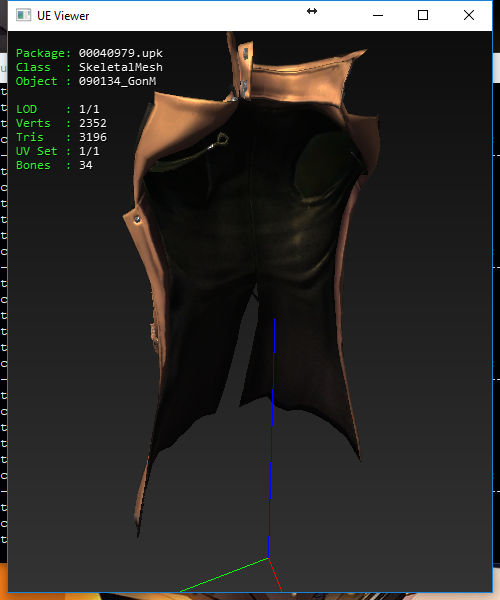 UE Viewer
Package: 00040979.upk
Class : SkeletalMesh
Object : 090134_GonM
LOD : 1/1
Verts : 2352
Tris : 3196
UV Set : 1/1
Bones : 34